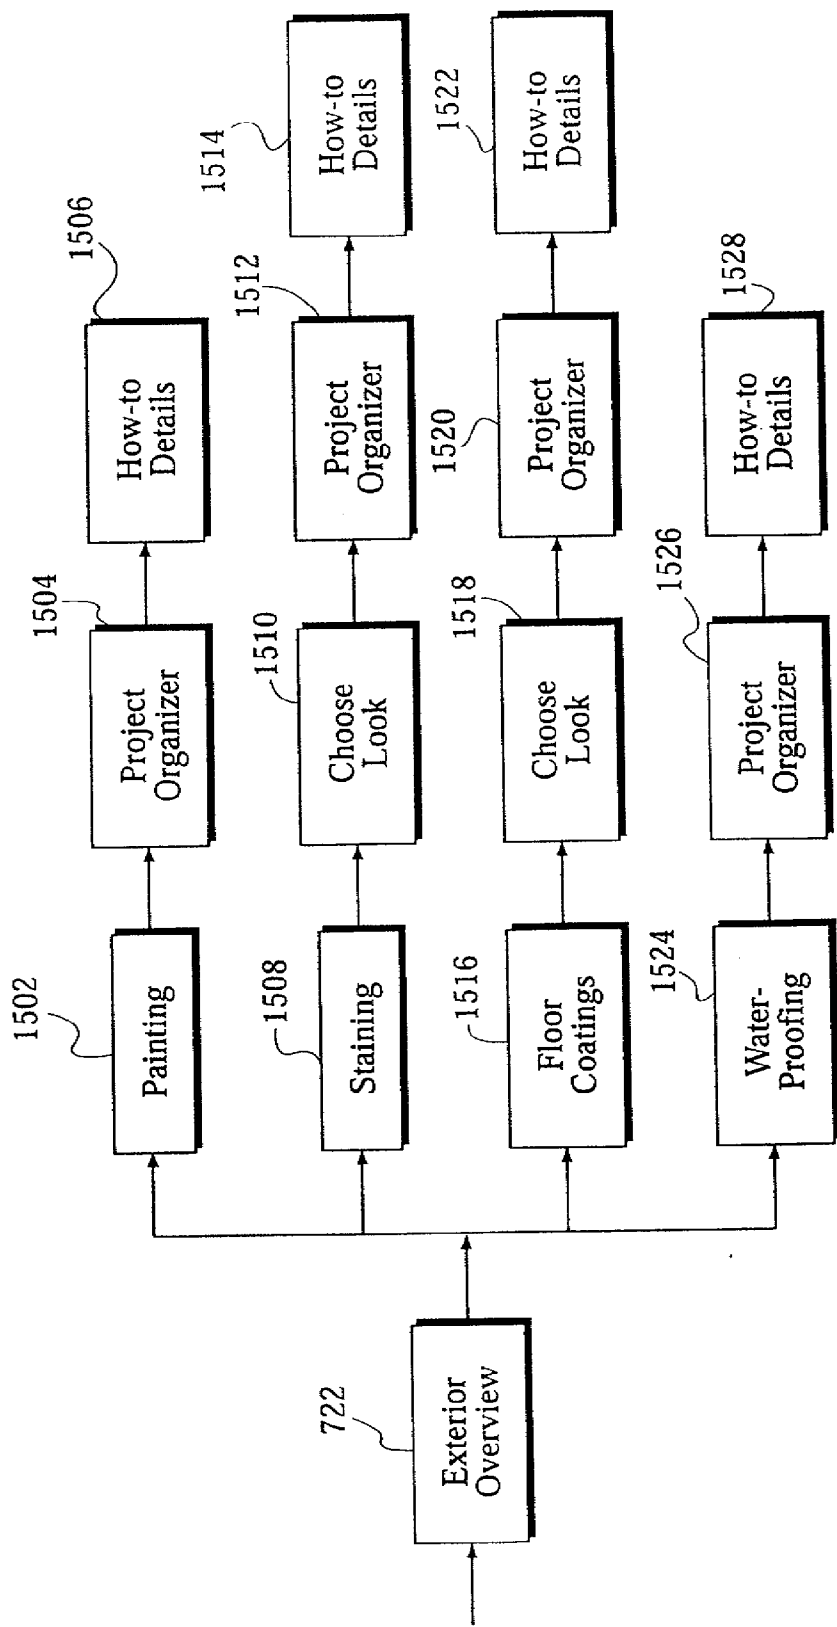 722
Exterior
Overview
1502
Painting
1504
Project
Organizer
1506
How-to
Details
1508
Staining
1510
Choose
Look
1512
Project
Organizer
1514
How-to
Details
1516
Floor
Coatings
1518
Choose
Look
1520
Project
Organizer
1522
How-to
Details
1524
Water-
Proofing
1526
Project
Organizer
1528
How-to
Details